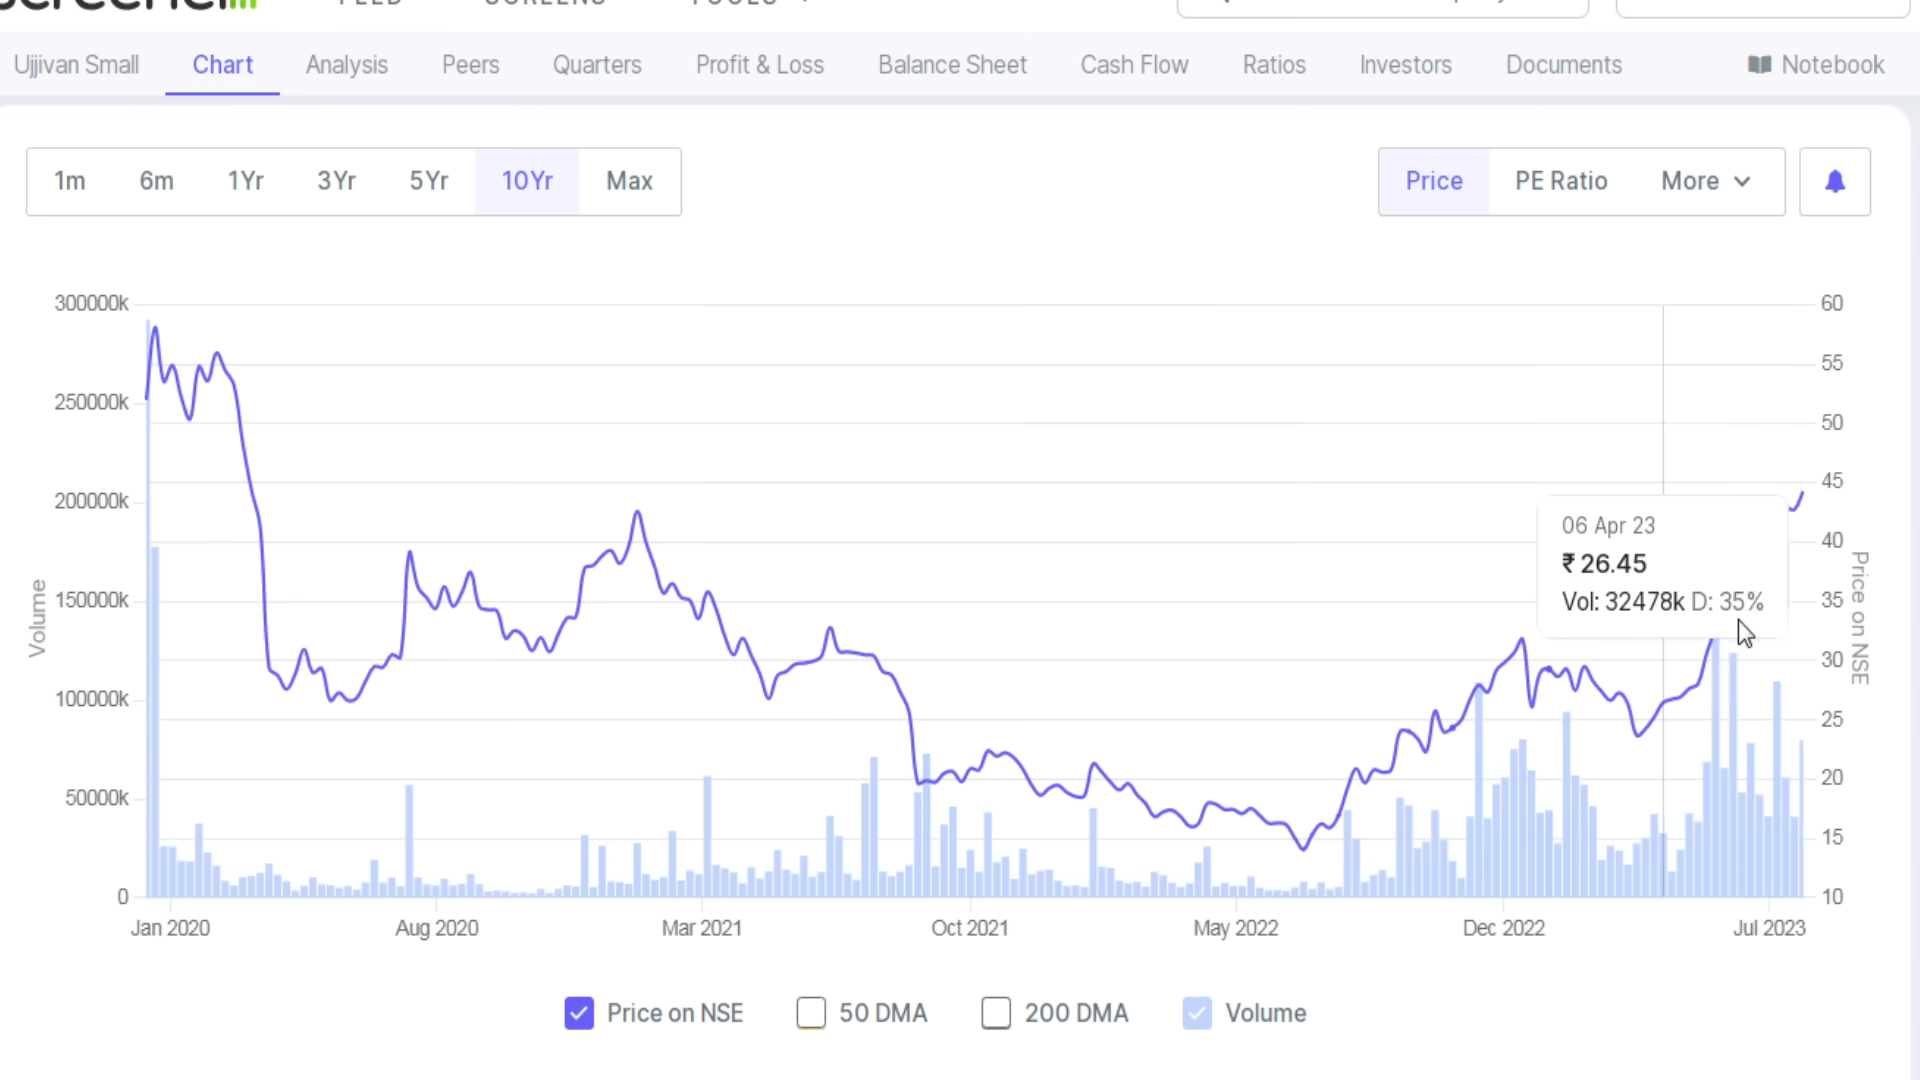 screener
FEED SCREENS TOOLS
Ujjivan Small Chart Analysis Peers Quarters Profit & Loss Balance Sheet Cash Flow Ratios Investors Documents Notebook
1m 6m 1Yr 3Yr 5Yr 10Yr Max
Price PE Ratio More
300000k
250000k
200000k
150000k
100000k
50000k
0
Volume
60
55
50
45
40
35
30
25
20
15
10
Price on NSE
06 Apr 23
₹ 26.45
Vol: 32478k D: 35%
Jan 2020 Aug 2020 Mar 2021 Oct 2021 May 2022 Dec 2022 Jul 2023
Price on NSE 50 DMA 200 DMA Volume